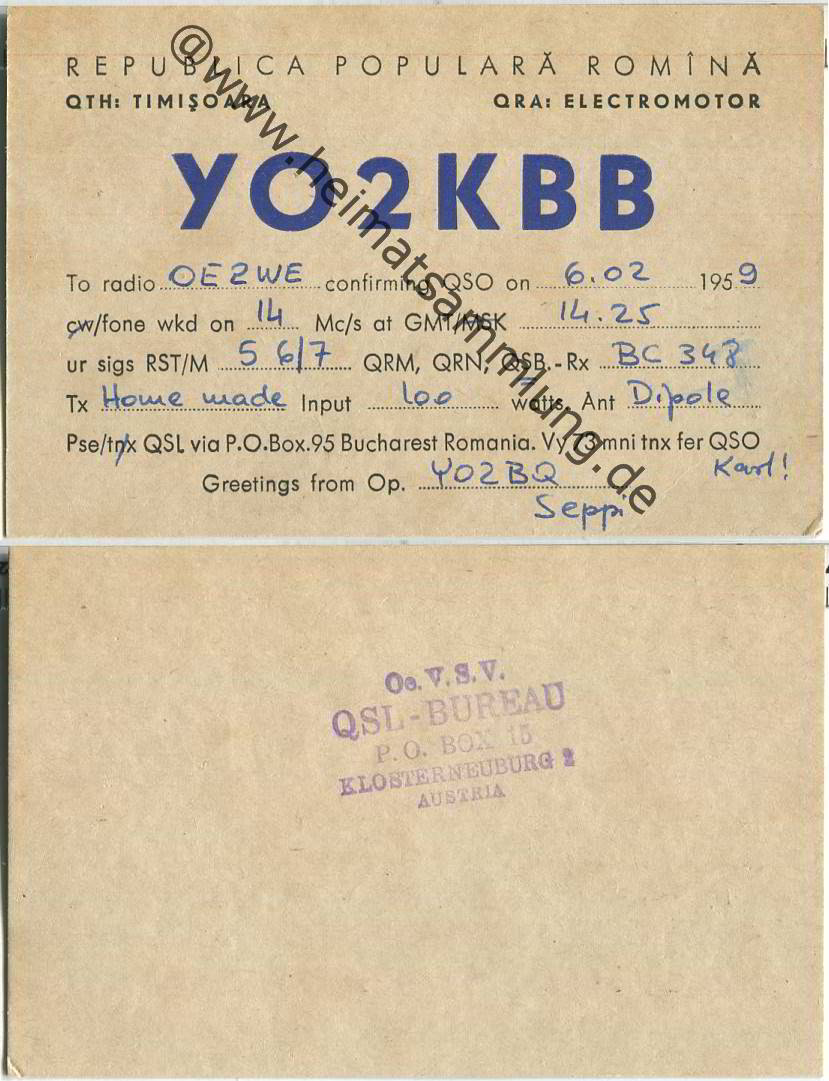 REPUBLICA POPULARĂ ROMÎNĂ
QTH: TIMIŞOARA QRA: ELECTROMOTOR
YO2KBB
To radio OE2WE confirming QSO on 6.02 1959
cw/fone wkd on 14 Mc/s at GMT/MSK 14.25
ur sigs RST/M 5 6/7 QRM, QRN, QSB.-Rx BC 348
Tx Home made Input 100 watts, Ant Dipole
Pse/tnx QSL via P.O.Box.95 Bucharest Romania. Vy 73 mni tnx fer QSO
Karl!
Greetings from Op. YO2BQ
Seppi
@www.heimatsammlung.de
Oe.V.S.V.
QSL-BUREAU
P.O. BOX 15
KLOSTERNEUBURG 2
AUSTRIA